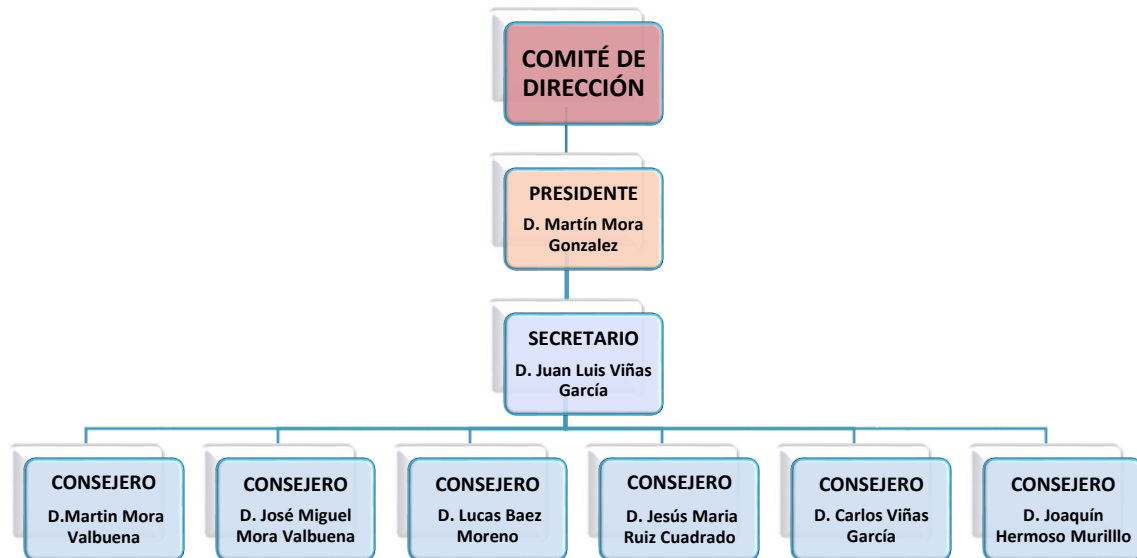 COMITÉ DE
DIRECCIÓN
PRESIDENTE
D. Martín Mora
Gonzalez
SECRETARIO
D. Juan Luis Viñas
García
CONSEJERO
D.Martin Mora
Valbuena
CONSEJERO
D. José Miguel
Mora Valbuena
CONSEJERO
D. Lucas Baez
Moreno
CONSEJERO
D. Jesús Maria
Ruiz Cuadrado
CONSEJERO
D. Carlos Viñas
García
CONSEJERO
D. Joaquín
Hermoso Murilllo